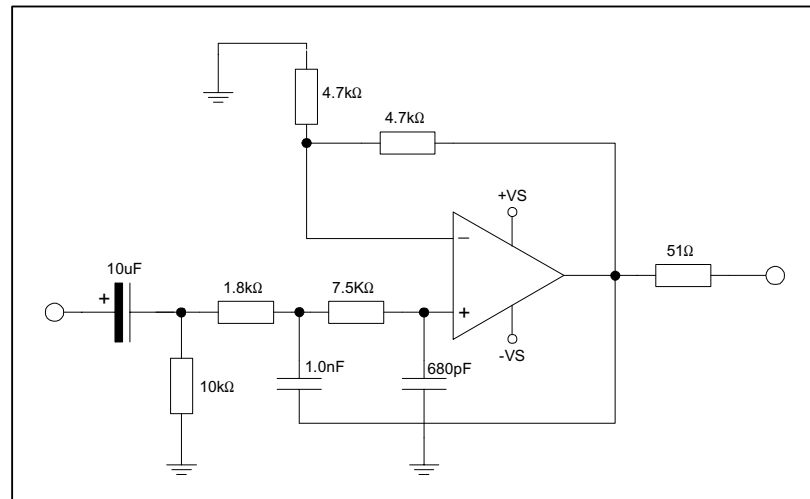 4.7kΩ
4.7kΩ
+VS
−
10uF
+
1.8kΩ
7.5KΩ
+
51Ω
-VS
1.0nF
680pF
10kΩ